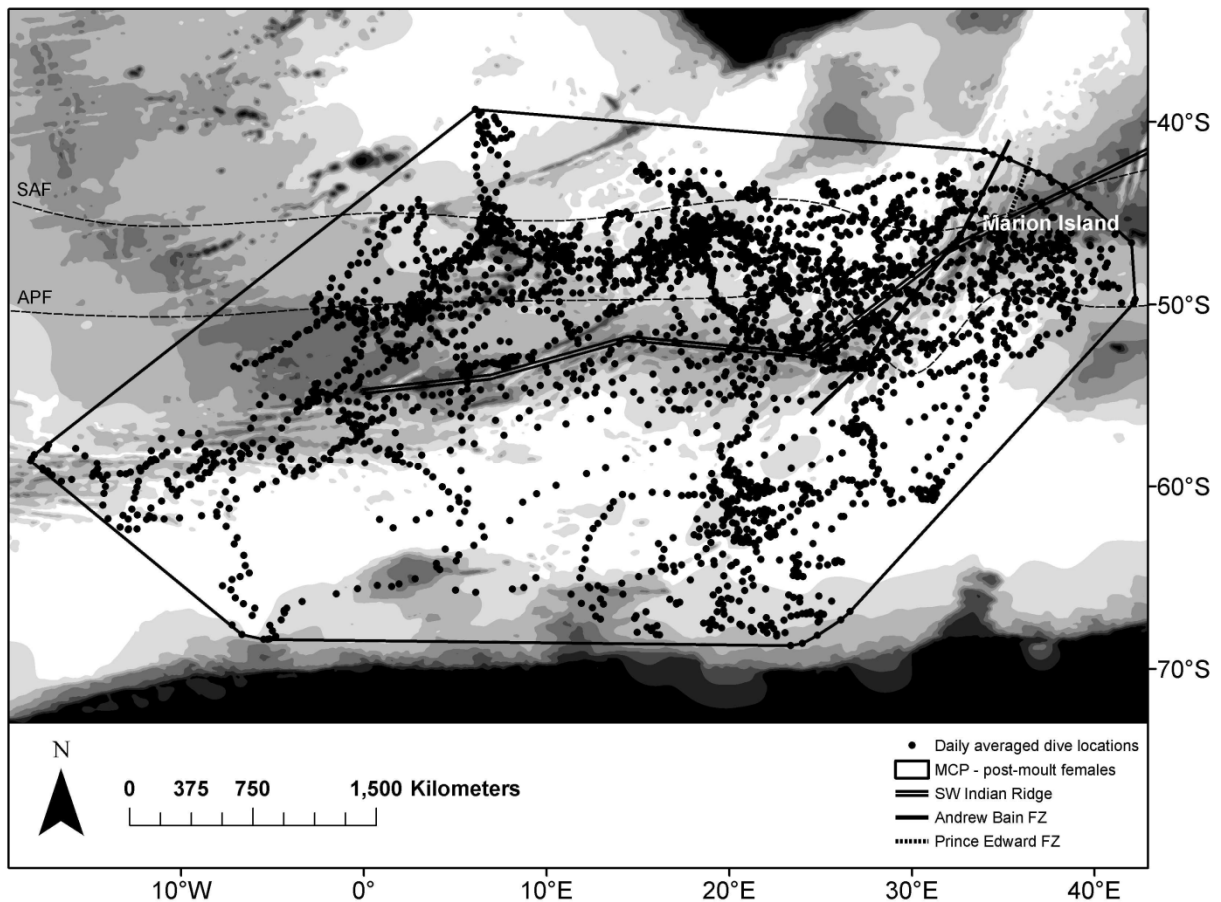 40°S
SAF
Marion Island
APF
50°S
60°S
70°S
N
0 375 750 1,500 Kilometers
Daily averaged dive locations
MCP - post-moult females
SW Indian Ridge
Andrew Bain FZ
Prince Edward FZ
10°W 0° 10°E 20°E 30°E 40°E